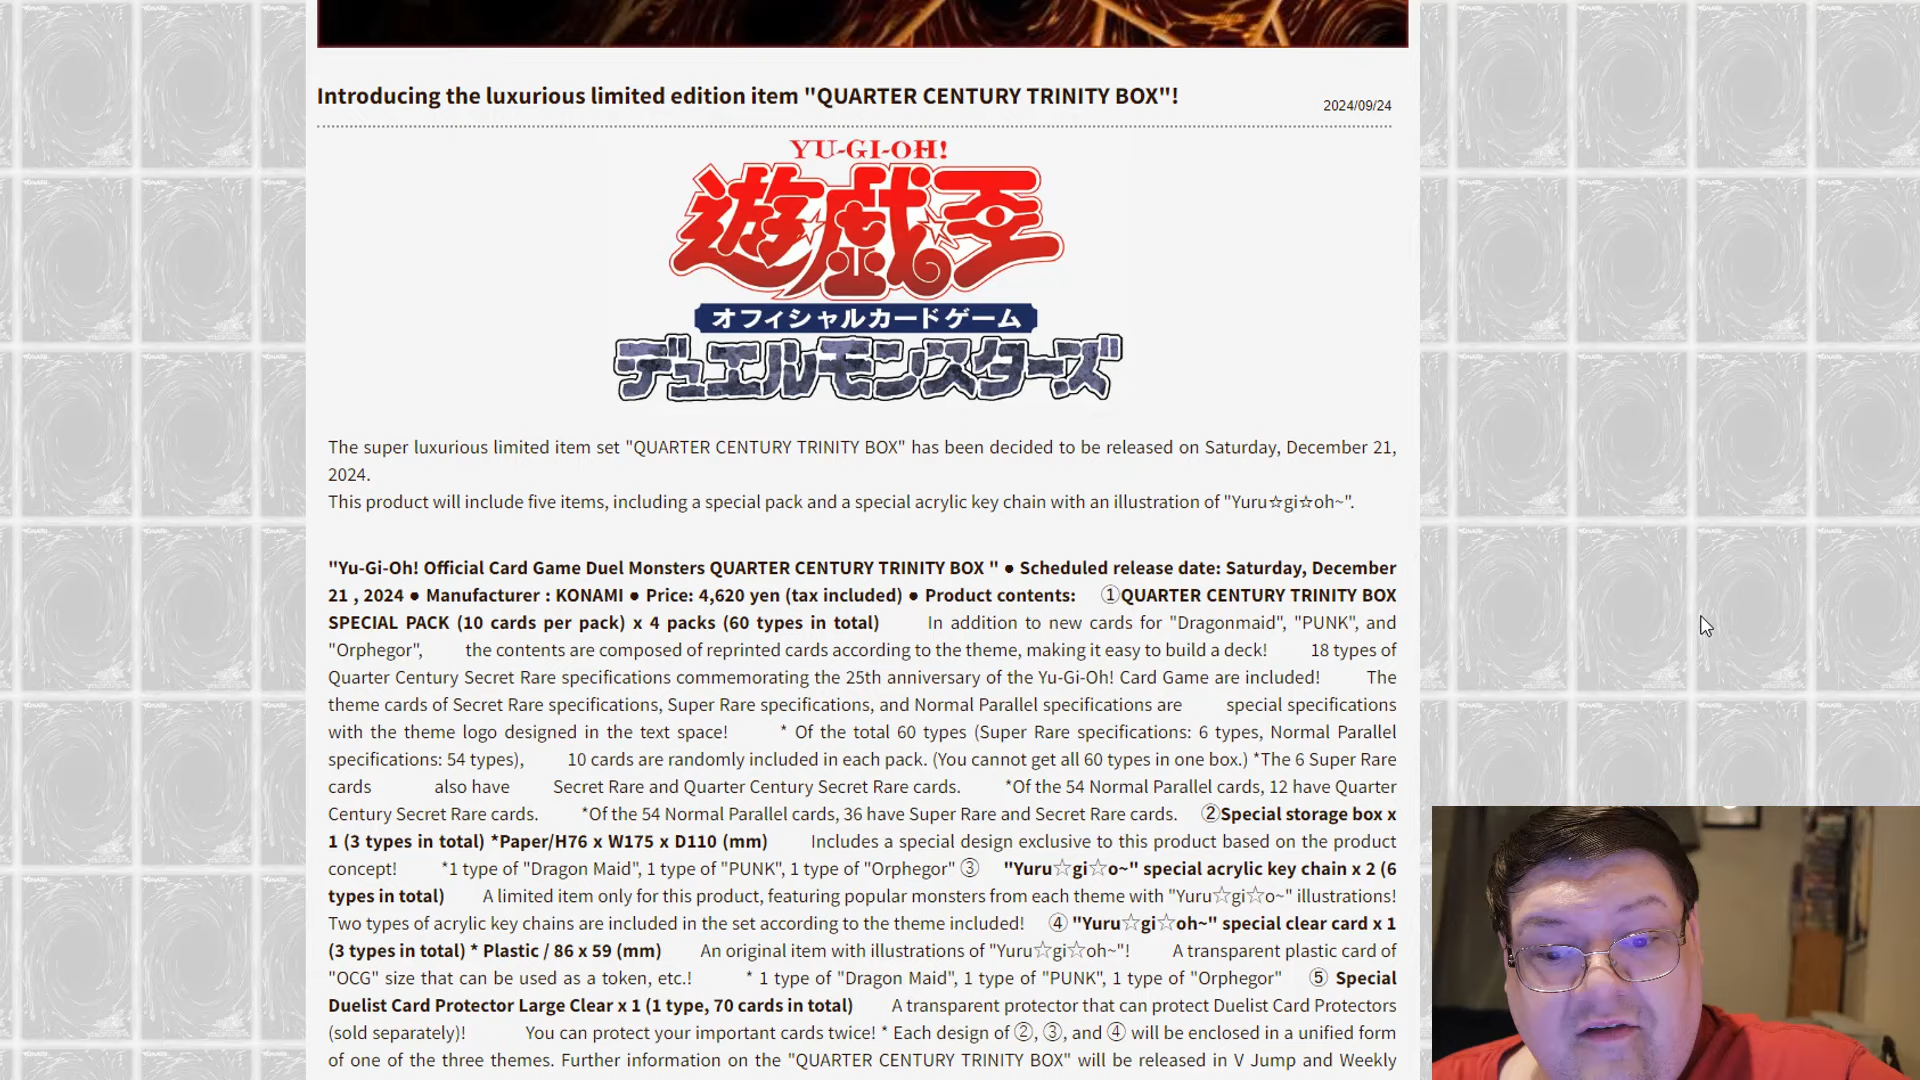 Introducing the luxurious limited edition item "QUARTER CENTURY TRINITY BOX"!
2024/09/24
YU-GI-OH!
遊☆戯☆王
オフィシャルカードゲーム
デュエルモンスターズ
The super luxurious limited item set "QUARTER CENTURY TRINITY BOX" has been decided to be released on Saturday, December 21,
2024.
This product will include five items, including a special pack and a special acrylic key chain with an illustration of "Yuru☆gi☆oh~".
"Yu-Gi-Oh! Official Card Game Duel Monsters QUARTER CENTURY TRINITY BOX " ● Scheduled release date: Saturday, December
21 , 2024 ● Manufacturer : KONAMI ● Price: 4,620 yen (tax included) ● Product contents: ①QUARTER CENTURY TRINITY BOX
SPECIAL PACK (10 cards per pack) x 4 packs (60 types in total) In addition to new cards for "Dragonmaid", "PUNK", and
"Orphegor", the contents are composed of reprinted cards according to the theme, making it easy to build a deck! 18 types of
Quarter Century Secret Rare specifications commemorating the 25th anniversary of the Yu-Gi-Oh! Card Game are included! The
theme cards of Secret Rare specifications, Super Rare specifications, and Normal Parallel specifications are special specifications
with the theme logo designed in the text space! * Of the total 60 types (Super Rare specifications: 6 types, Normal Parallel
specifications: 54 types), 10 cards are randomly included in each pack. (You cannot get all 60 types in one box.) *The 6 Super Rare
cards also have Secret Rare and Quarter Century Secret Rare cards. *Of the 54 Normal Parallel cards, 12 have Quarter
Century Secret Rare cards. *Of the 54 Normal Parallel cards, 36 have Super Rare and Secret Rare cards. ②Special storage box x
1 (3 types in total) *Paper/H76 x W175 x D110 (mm) Includes a special design exclusive to this product based on the product
concept! *1 type of "Dragon Maid", 1 type of "PUNK", 1 type of "Orphegor" ③ "Yuru☆gi☆o~" special acrylic key chain x 2 (6
types in total) A limited item only for this product, featuring popular monsters from each theme with "Yuru☆gi☆o~" illustrations!
Two types of acrylic key chains are included in the set according to the theme included! ④ "Yuru☆gi☆oh~" special clear card x 1
(3 types in total) * Plastic / 86 x 59 (mm) An original item with illustrations of "Yuru☆gi☆oh~"! A transparent plastic card of
"OCG" size that can be used as a token, etc.! * 1 type of "Dragon Maid", 1 type of "PUNK", 1 type of "Orphegor" ⑤ Special
Duelist Card Protector Large Clear x 1 (1 type, 70 cards in total) A transparent protector that can protect Duelist Card Protectors
(sold separately)! You can protect your important cards twice! * Each design of ②, ③, and ④ will be enclosed in a unified form
of one of the three themes. Further information on the "QUARTER CENTURY TRINITY BOX" will be released in V Jump and Weekly